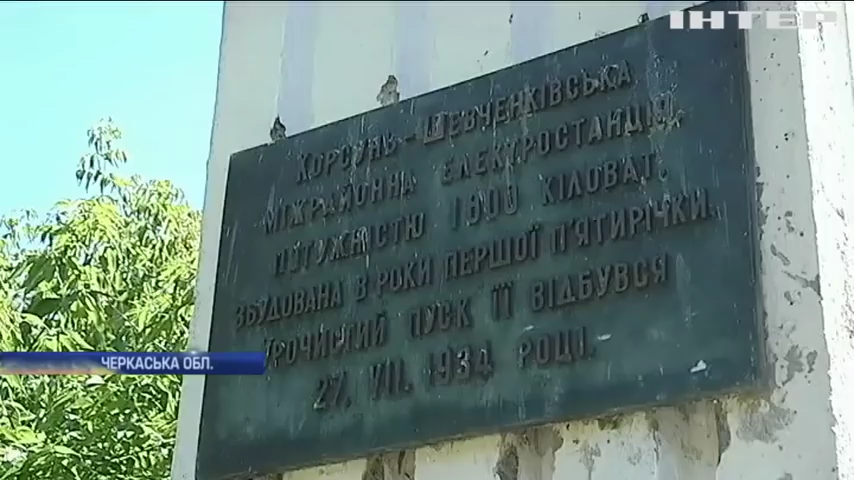 ІНТЕР
КОРСУНЬ-ШЕВЧЕНКІВСЬКА
МІЖРАЙОННА ЕЛЕКТРОСТАНЦІЯ,
ПОТУЖНІСТЮ 1600 КІЛОВАТ.
ЗБУДОВАНА В РОКИ ПЕРШОЇ П'ЯТИРІЧКИ.
УРОЧИСТИЙ ПУСК ЇЇ ВІДБУВСЯ
27. VII. 1934 РОЦІ.
ЧЕРКАСЬКА ОБЛ.